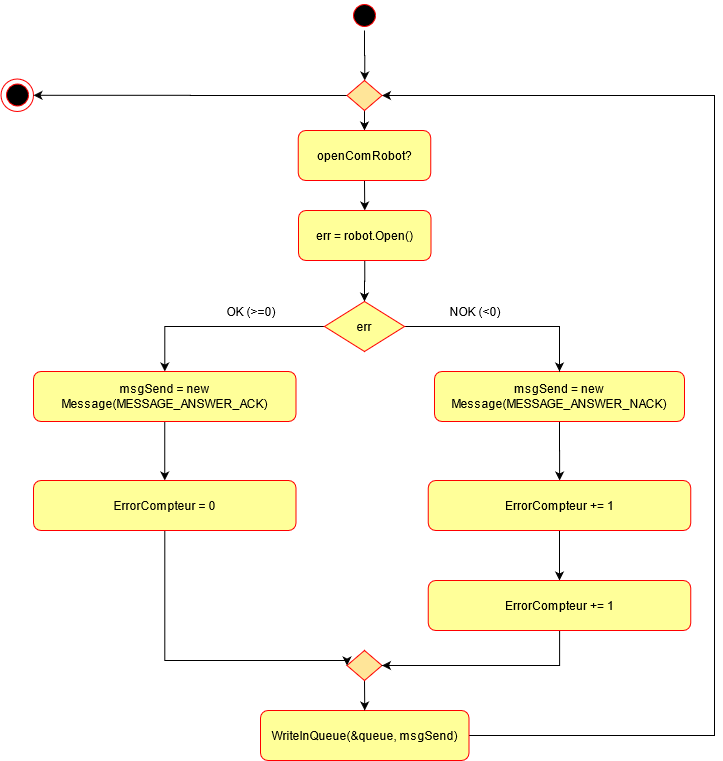 openComRobot?
err = robot.Open()
OK (>=0)
err
NOK (<0)
msgSend = new
Message(MESSAGE_ANSWER_ACK)
msgSend = new
Message(MESSAGE_ANSWER_NACK)
ErrorCompteur = 0
ErrorCompteur += 1
ErrorCompteur += 1
WriteInQueue(&queue, msgSend)